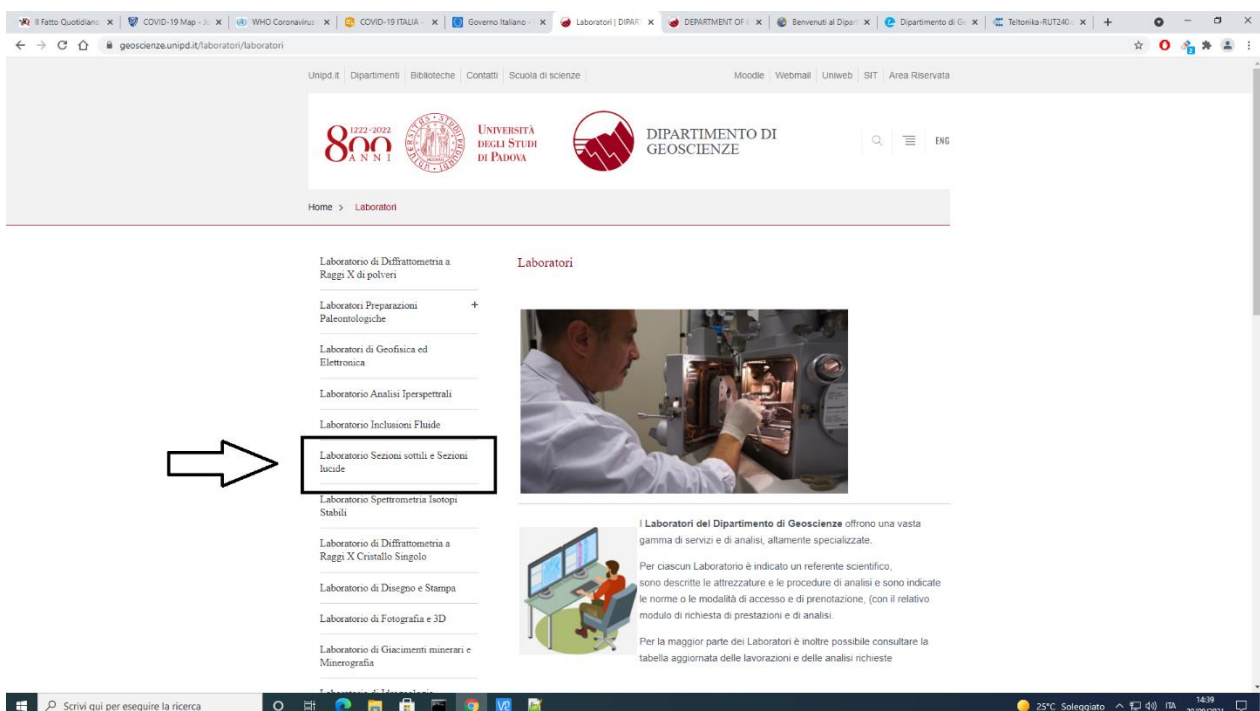 Il Fatto Quotidiano
COVID-19 Map - Jo
WHO Coronavirus
COVID-19 ITALIA -
Governo Italiano -
Laboratori | DIPAR
DEPARTMENT OF
Benvenuti al Dipart
Dipartimento di Ge
Teltonika-RUT240
geoscienze.unipd.it/laboratori/laboratori
Unipd.it Dipartimenti Biblioteche Contatti Scuola di scienze Moodle Webmail Uniweb SIT Area Riservata
1222-2022
800
ANNI
UNIVERSITÀ
DEGLI STUDI
DI PADOVA
DIPARTIMENTO DI
GEOSCIENZE
ENG
Home > Laboratori
Laboratorio di Diffrattometria a
Raggi X di polveri
Laboratori Preparazioni +
Paleontologiche
Laboratori di Geofisica ed
Elettronica
Laboratorio Analisi Iperspettrali
Laboratorio Inclusioni Fluide
Laboratorio Sezioni sottili e Sezioni
lucide
Laboratorio Spettrometria Isotopi
Stabili
Laboratorio di Diffrattometria a
Raggi X Cristallo Singolo
Laboratorio di Disegno e Stampa
Laboratorio di Fotografia e 3D
Laboratorio di Giacimenti minerari e
Minerografia
Laboratori
I Laboratori del Dipartimento di Geoscienze offrono una vasta
gamma di servizi e di analisi, altamente specializzate.
Per ciascun Laboratorio è indicato un referente scientifico,
sono descritte le attrezzature e le procedure di analisi e sono indicate
le norme o le modalità di accesso e di prenotazione, (con il relativo
modulo di richiesta di prestazioni e di analisi.
Per la maggior parte dei Laboratori è inoltre possibile consultare la
tabella aggiornata delle lavorazioni e delle analisi richieste
Scrivi qui per eseguire la ricerca
25°C Soleggiato
ITA
14:39